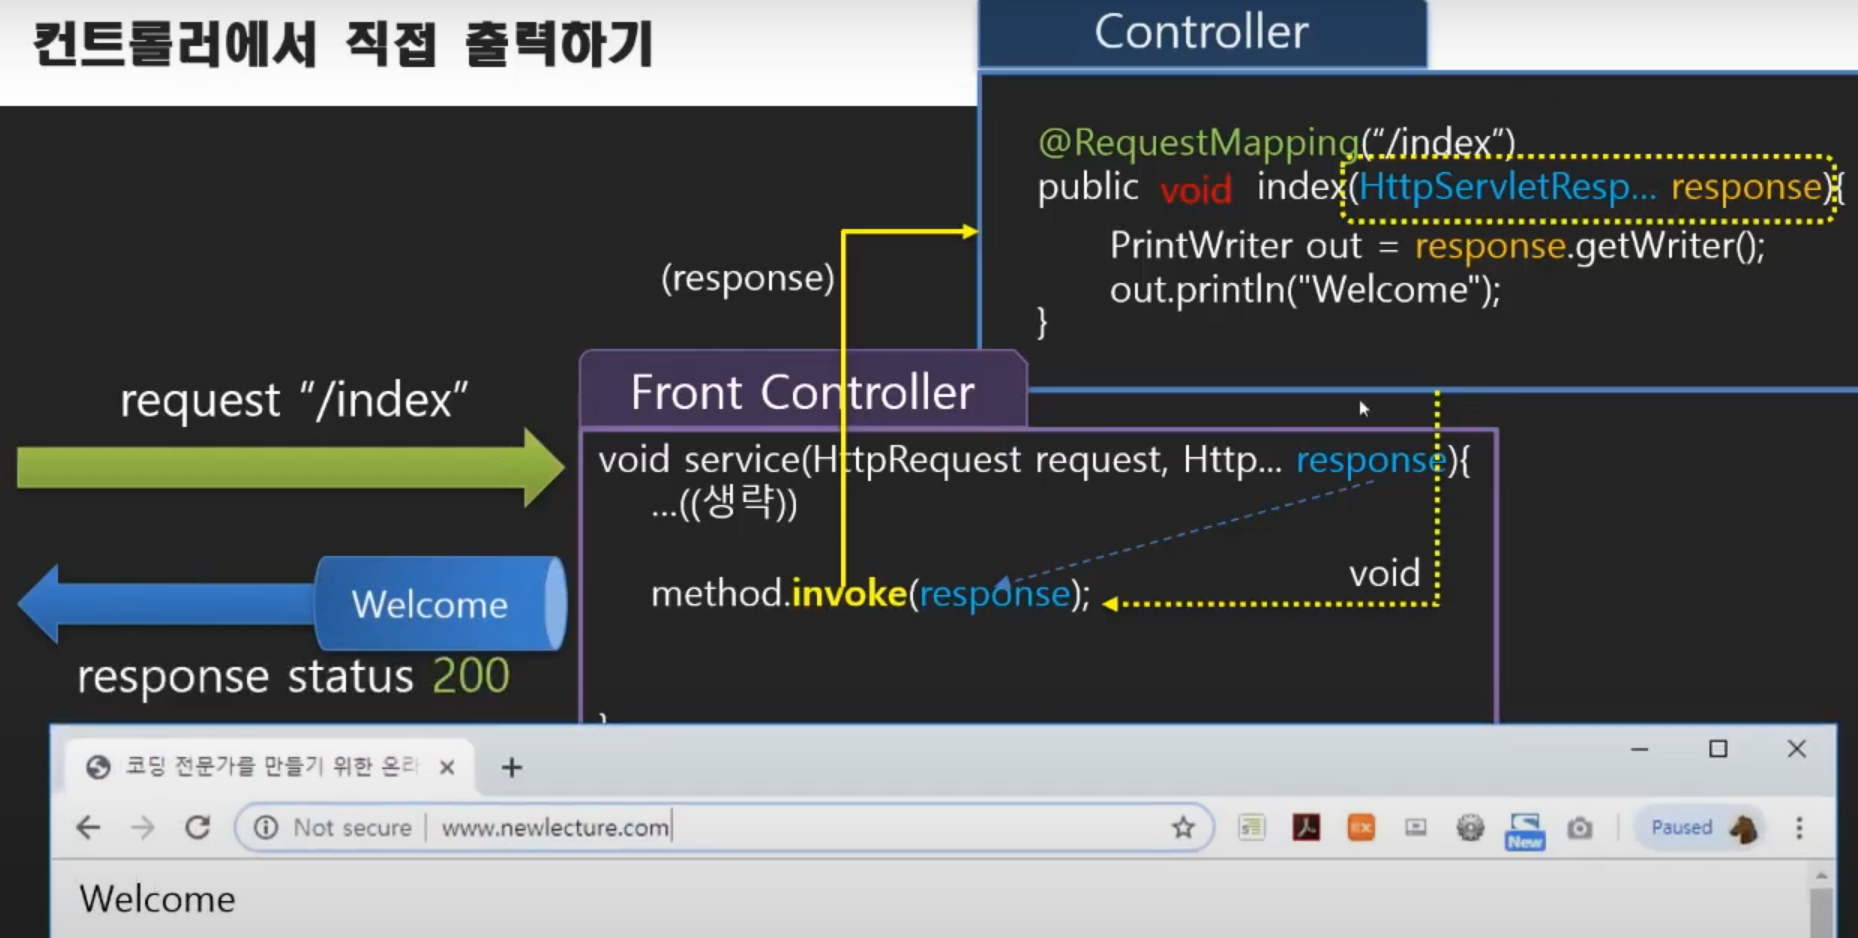 컨트롤러에서 직접 출력하기
Controller
@RequestMapping(“/index”)
public void index(HttpServletResp... response){
PrintWriter out = response.getWriter();
out.println("Welcome");
}
(response)
request “/index”
Front Controller
void service(HttpRequest request, Http... response){
...((생략))
method.invoke(response);
void
}
Welcome
response status 200
코딩 전문가를 만들기 위한 온라
Not secure
www.newlecture.com
New
Paused
Welcome